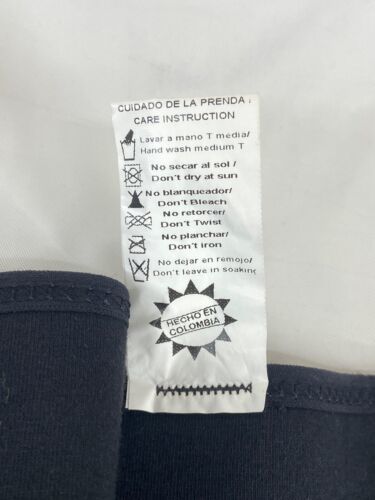 CUIDADO DE LA PRENDA /
CARE INSTRUCTION
Lavar a mano T media/
Hand wash medium T
No secar al sol /
Don't dry at sun
No blanqueador/
Don't Bleach
No retorcer/
Don't Twist
No planchar/
Don't iron
No dejar en remojo/
Don't leave in soaking
HECHO EN
COLOMBIA